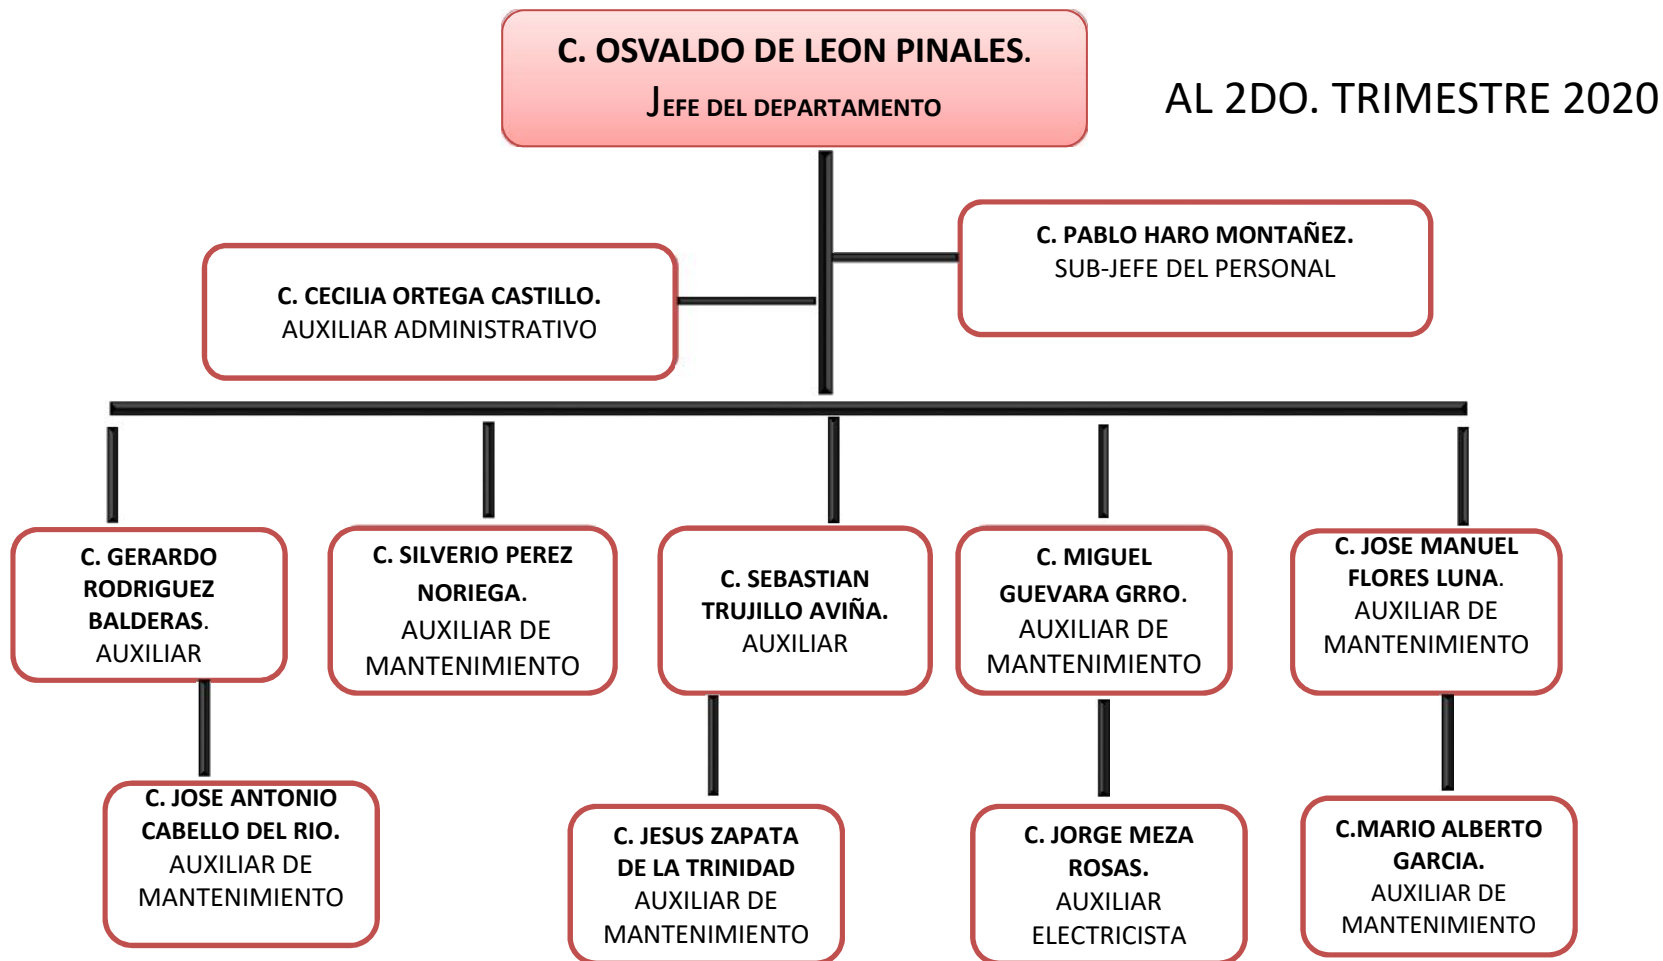 C. OSVALDO DE LEON PINALES.
JEFE DEL DEPARTAMENTO
AL 2DO. TRIMESTRE 2020
C. PABLO HARO MONTAÑEZ.
SUB-JEFE DEL PERSONAL
C. CECILIA ORTEGA CASTILLO.
AUXILIAR ADMINISTRATIVO
C. GERARDO
RODRIGUEZ
BALDERAS.
AUXILIAR
C. SILVERIO PEREZ
NORIEGA.
AUXILIAR DE
MANTENIMIENTO
C. SEBASTIAN
TRUJILLO AVIÑA.
AUXILIAR
C. MIGUEL
GUEVARA GRRO.
AUXILIAR DE
MANTENIMIENTO
C. JOSE MANUEL
FLORES LUNA.
AUXILIAR DE
MANTENIMIENTO
C. JOSE ANTONIO
CABELLO DEL RIO.
AUXILIAR DE
MANTENIMIENTO
C. JESUS ZAPATA
DE LA TRINIDAD
AUXILIAR DE
MANTENIMIENTO
C. JORGE MEZA
ROSAS.
AUXILIAR
ELECTRICISTA
C.MARIO ALBERTO
GARCIA.
AUXILIAR DE
MANTENIMIENTO